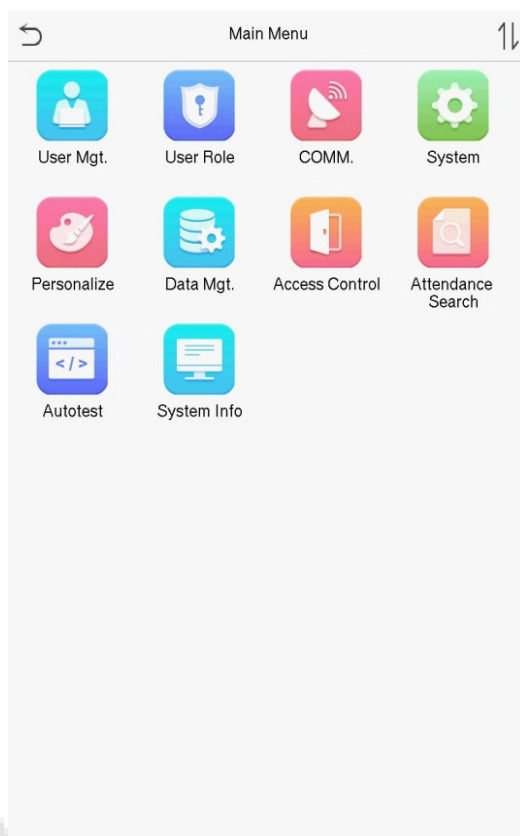 Main Menu
User Mgt.
User Role
COMM.
System
Personalize
Data Mgt.
Access Control
Attendance
Search
</>
Autotest
System Info